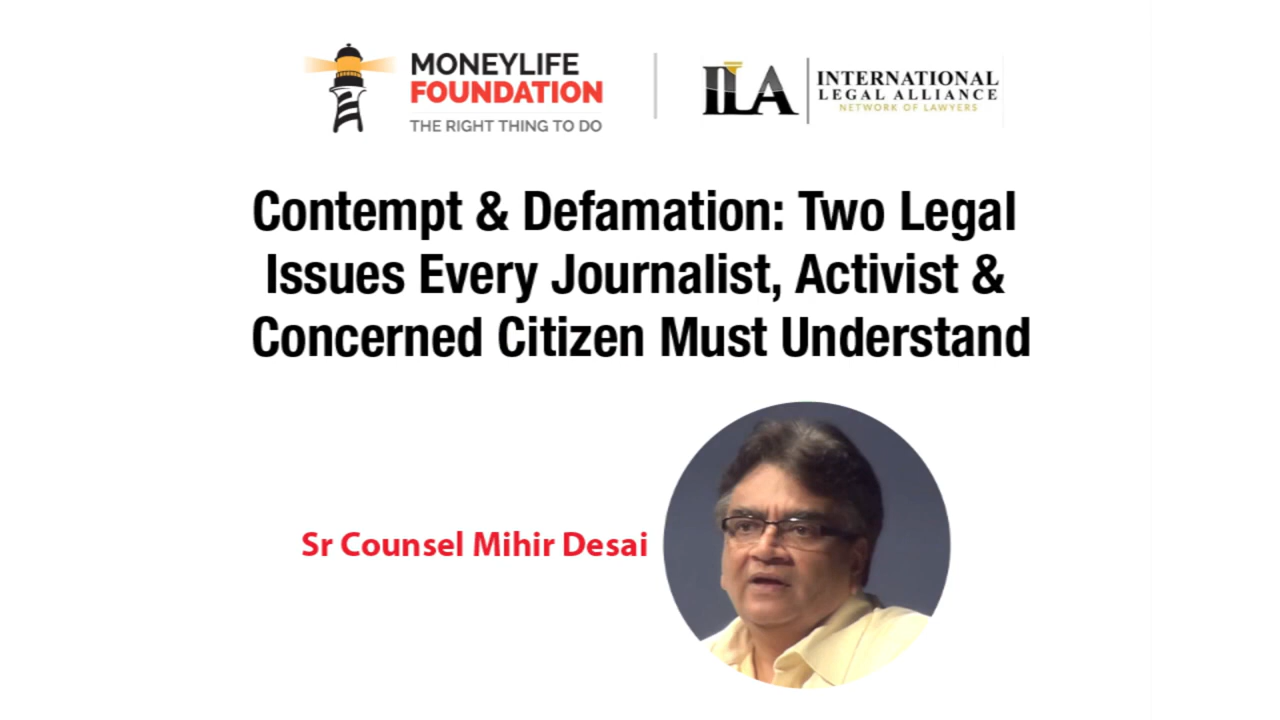 MONEYLIFE
FOUNDATION
THE RIGHT THING TO DO
ILA
INTERNATIONAL
LEGAL ALLIANCE
NETWORK OF LAWYERS
Contempt & Defamation: Two Legal
Issues Every Journalist, Activist &
Concerned Citizen Must Understand
Sr Counsel Mihir Desai